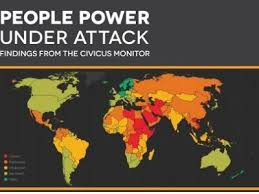 PEOPLE POWER
UNDER ATTACK
FINDINGS FROM THE CIVICUS MONITOR